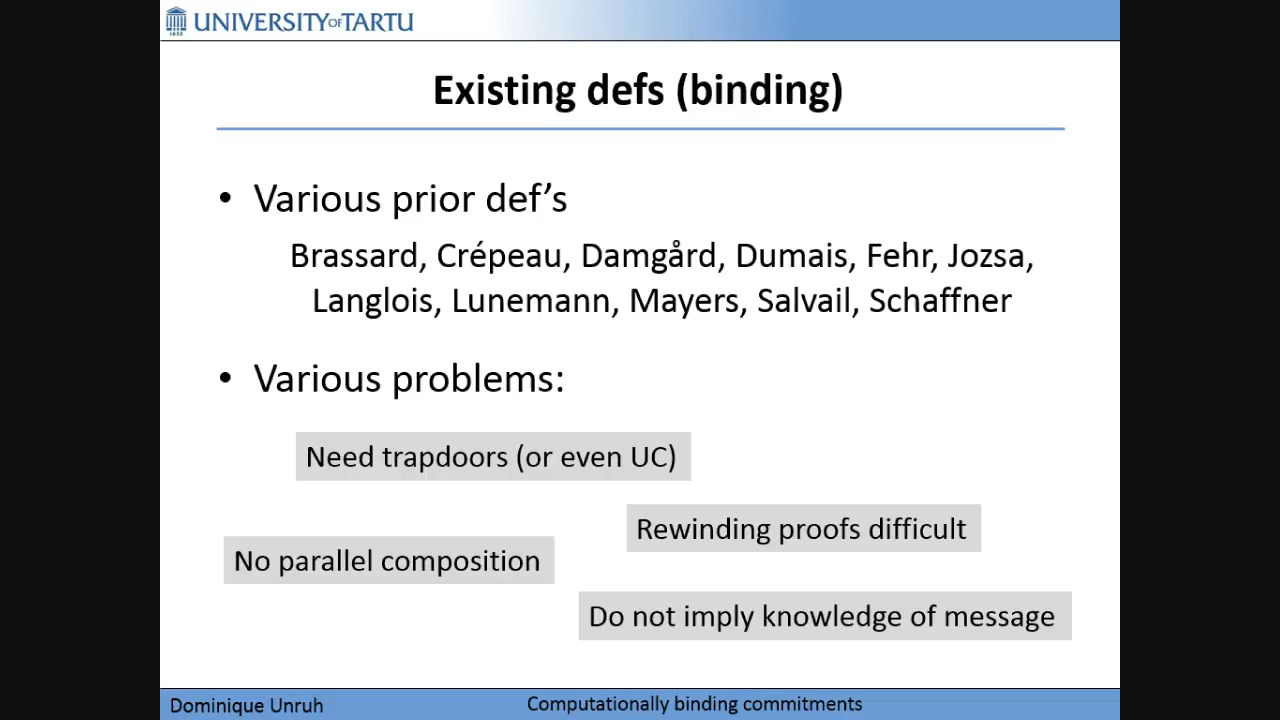 UNIVERSITY OF TARTU
1632
Existing defs (binding)
• Various prior def’s
Brassard, Crépeau, Damgård, Dumais, Fehr, Jozsa,
Langlois, Lunemann, Mayers, Salvail, Schaffner
• Various problems:
Need trapdoors (or even UC)
Rewinding proofs difficult
No parallel composition
Do not imply knowledge of message
Dominique Unruh
Computationally binding commitments